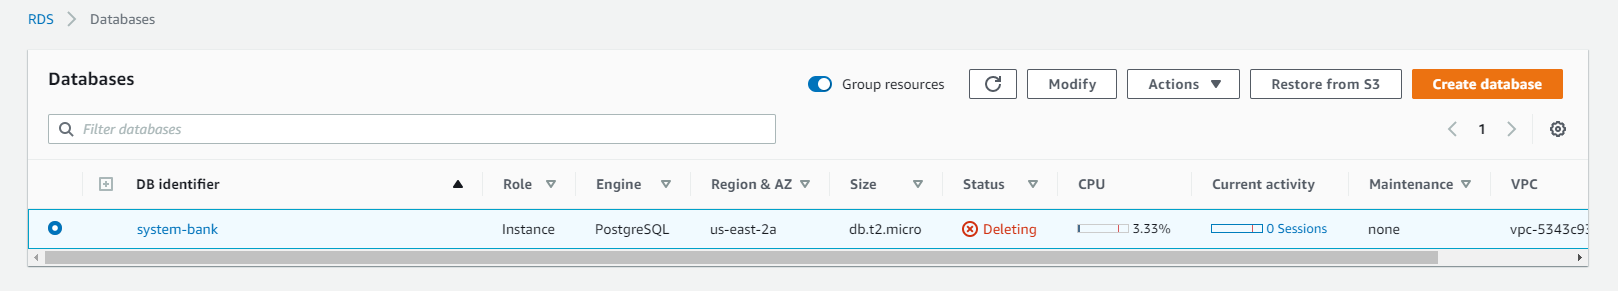 RDS > Databases
Databases
Group resources
Modify
Actions
Restore from S3
Create database
Filter databases
1
DB identifier Role Engine Region & AZ Size Status CPU Current activity Maintenance VPC
system-bank Instance PostgreSQL us-east-2a db.t2.micro Deleting 3.33% 0 Sessions none vpc-5343c93